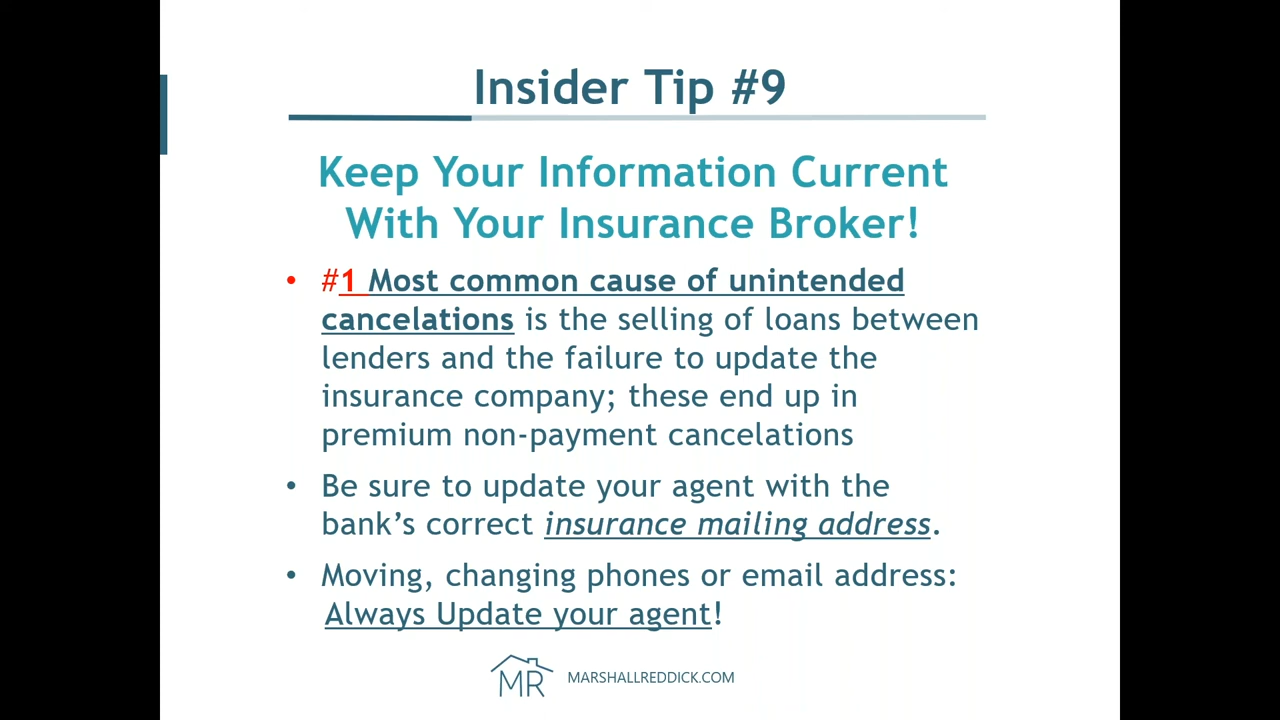 Insider Tip #9
Keep Your Information Current
With Your Insurance Broker!
• #1 Most common cause of unintended
cancelations is the selling of loans between
lenders and the failure to update the
insurance company; these end up in
premium non-payment cancelations
• Be sure to update your agent with the
bank’s correct insurance mailing address.
• Moving, changing phones or email address:
Always Update your agent!
MR MARSHALLREDDICK.COM